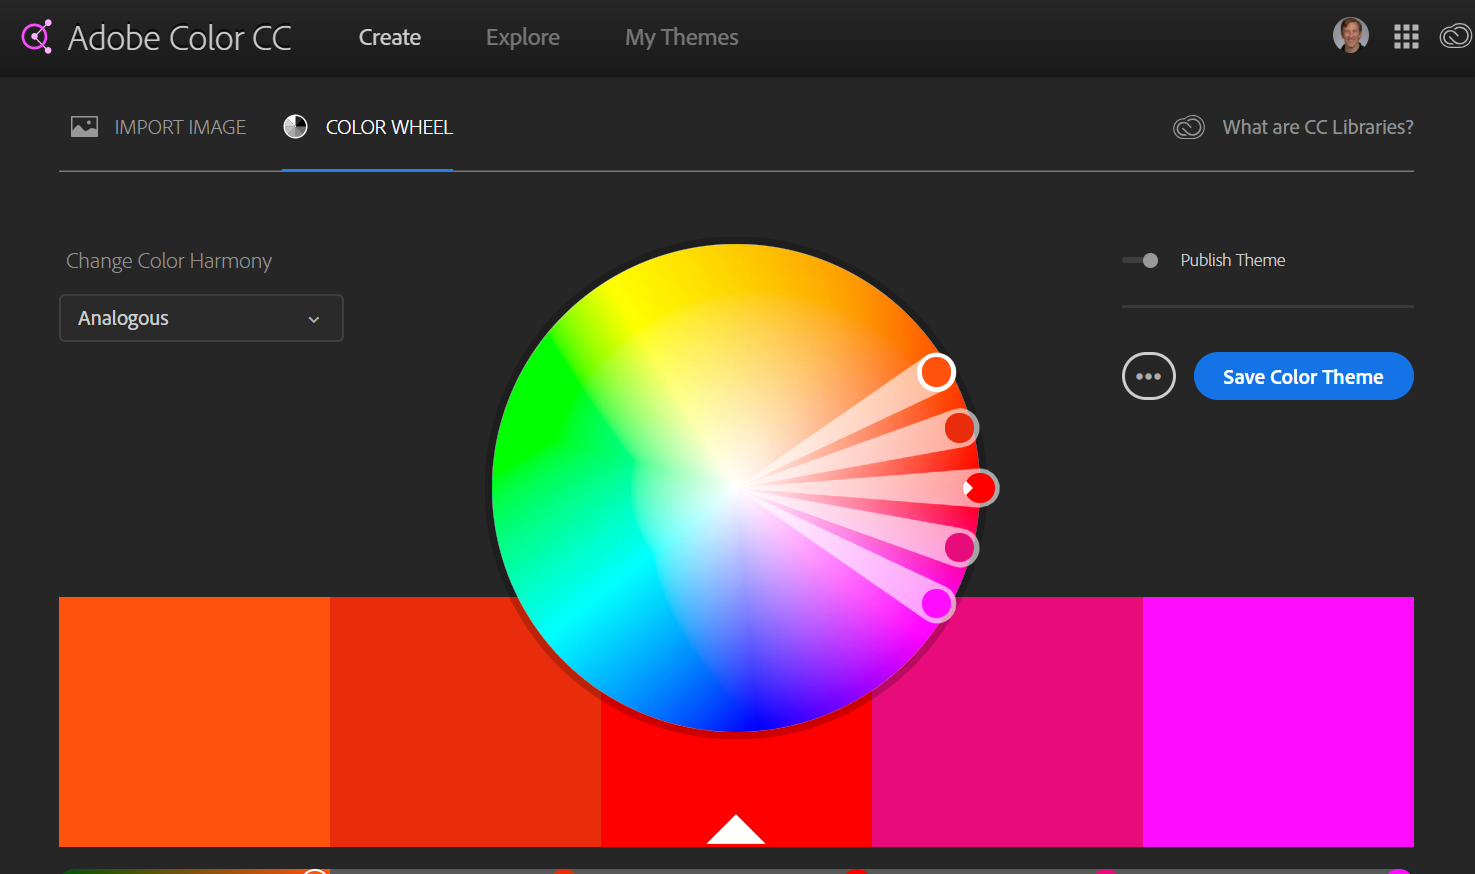 Adobe Color CC
Create
Explore
My Themes
IMPORT IMAGE
COLOR WHEEL
What are CC Libraries?
Change Color Harmony
Analogous
Publish Theme
Save Color Theme